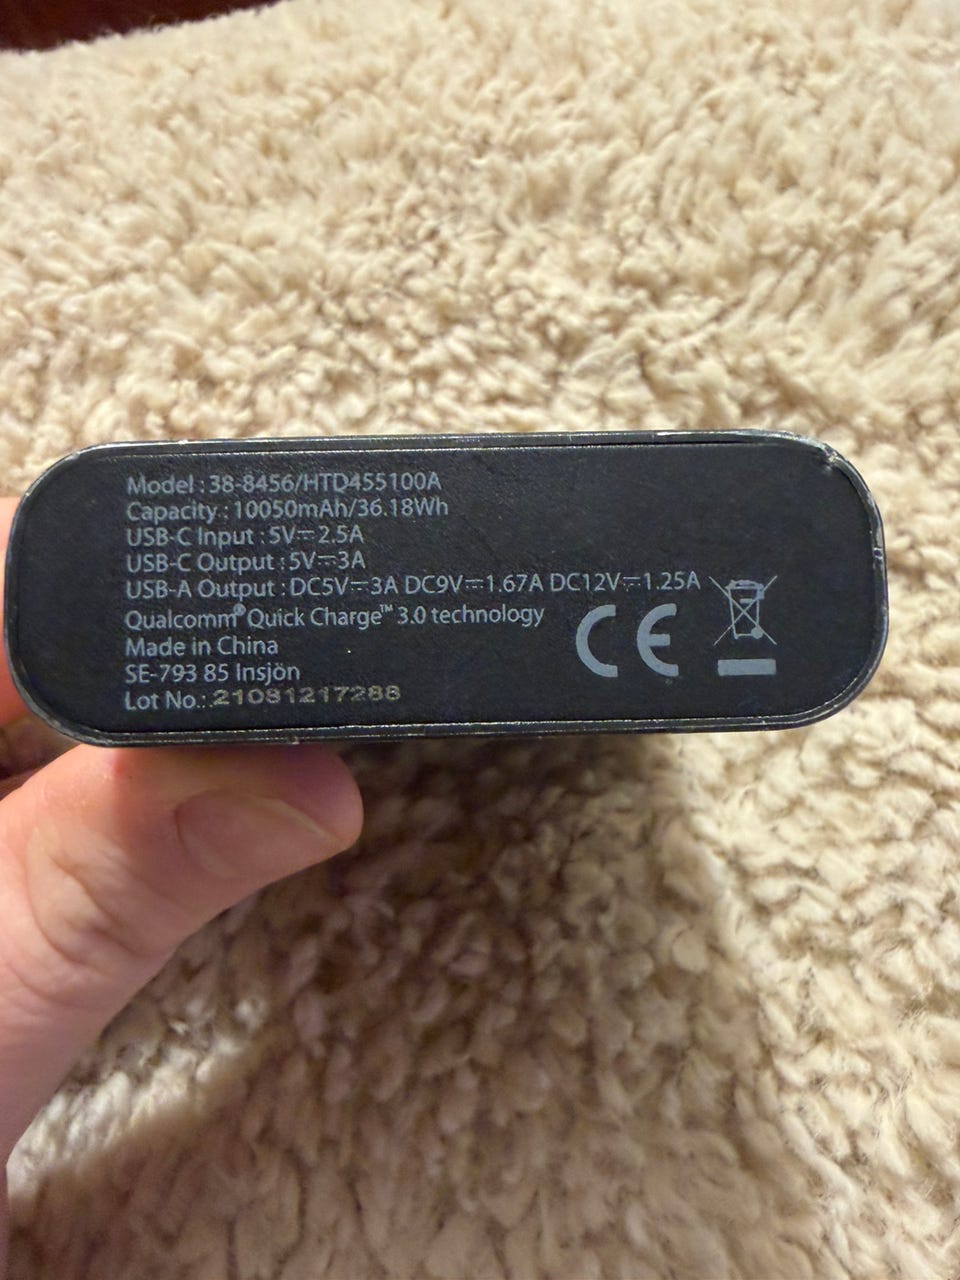 Model : 38-8456/HTD455100A
Capacity : 10050mAh/36.18Wh
USB-C Input : 5V⎓2.5A
USB-C Output : 5V⎓3A
USB-A Output : DC5V⎓3A DC9V⎓1.67A DC12V⎓1.25A
Qualcomm® Quick Charge™ 3.0 technology
Made in China
SE-793 85 Insjön
Lot No.: 21081217288
CE